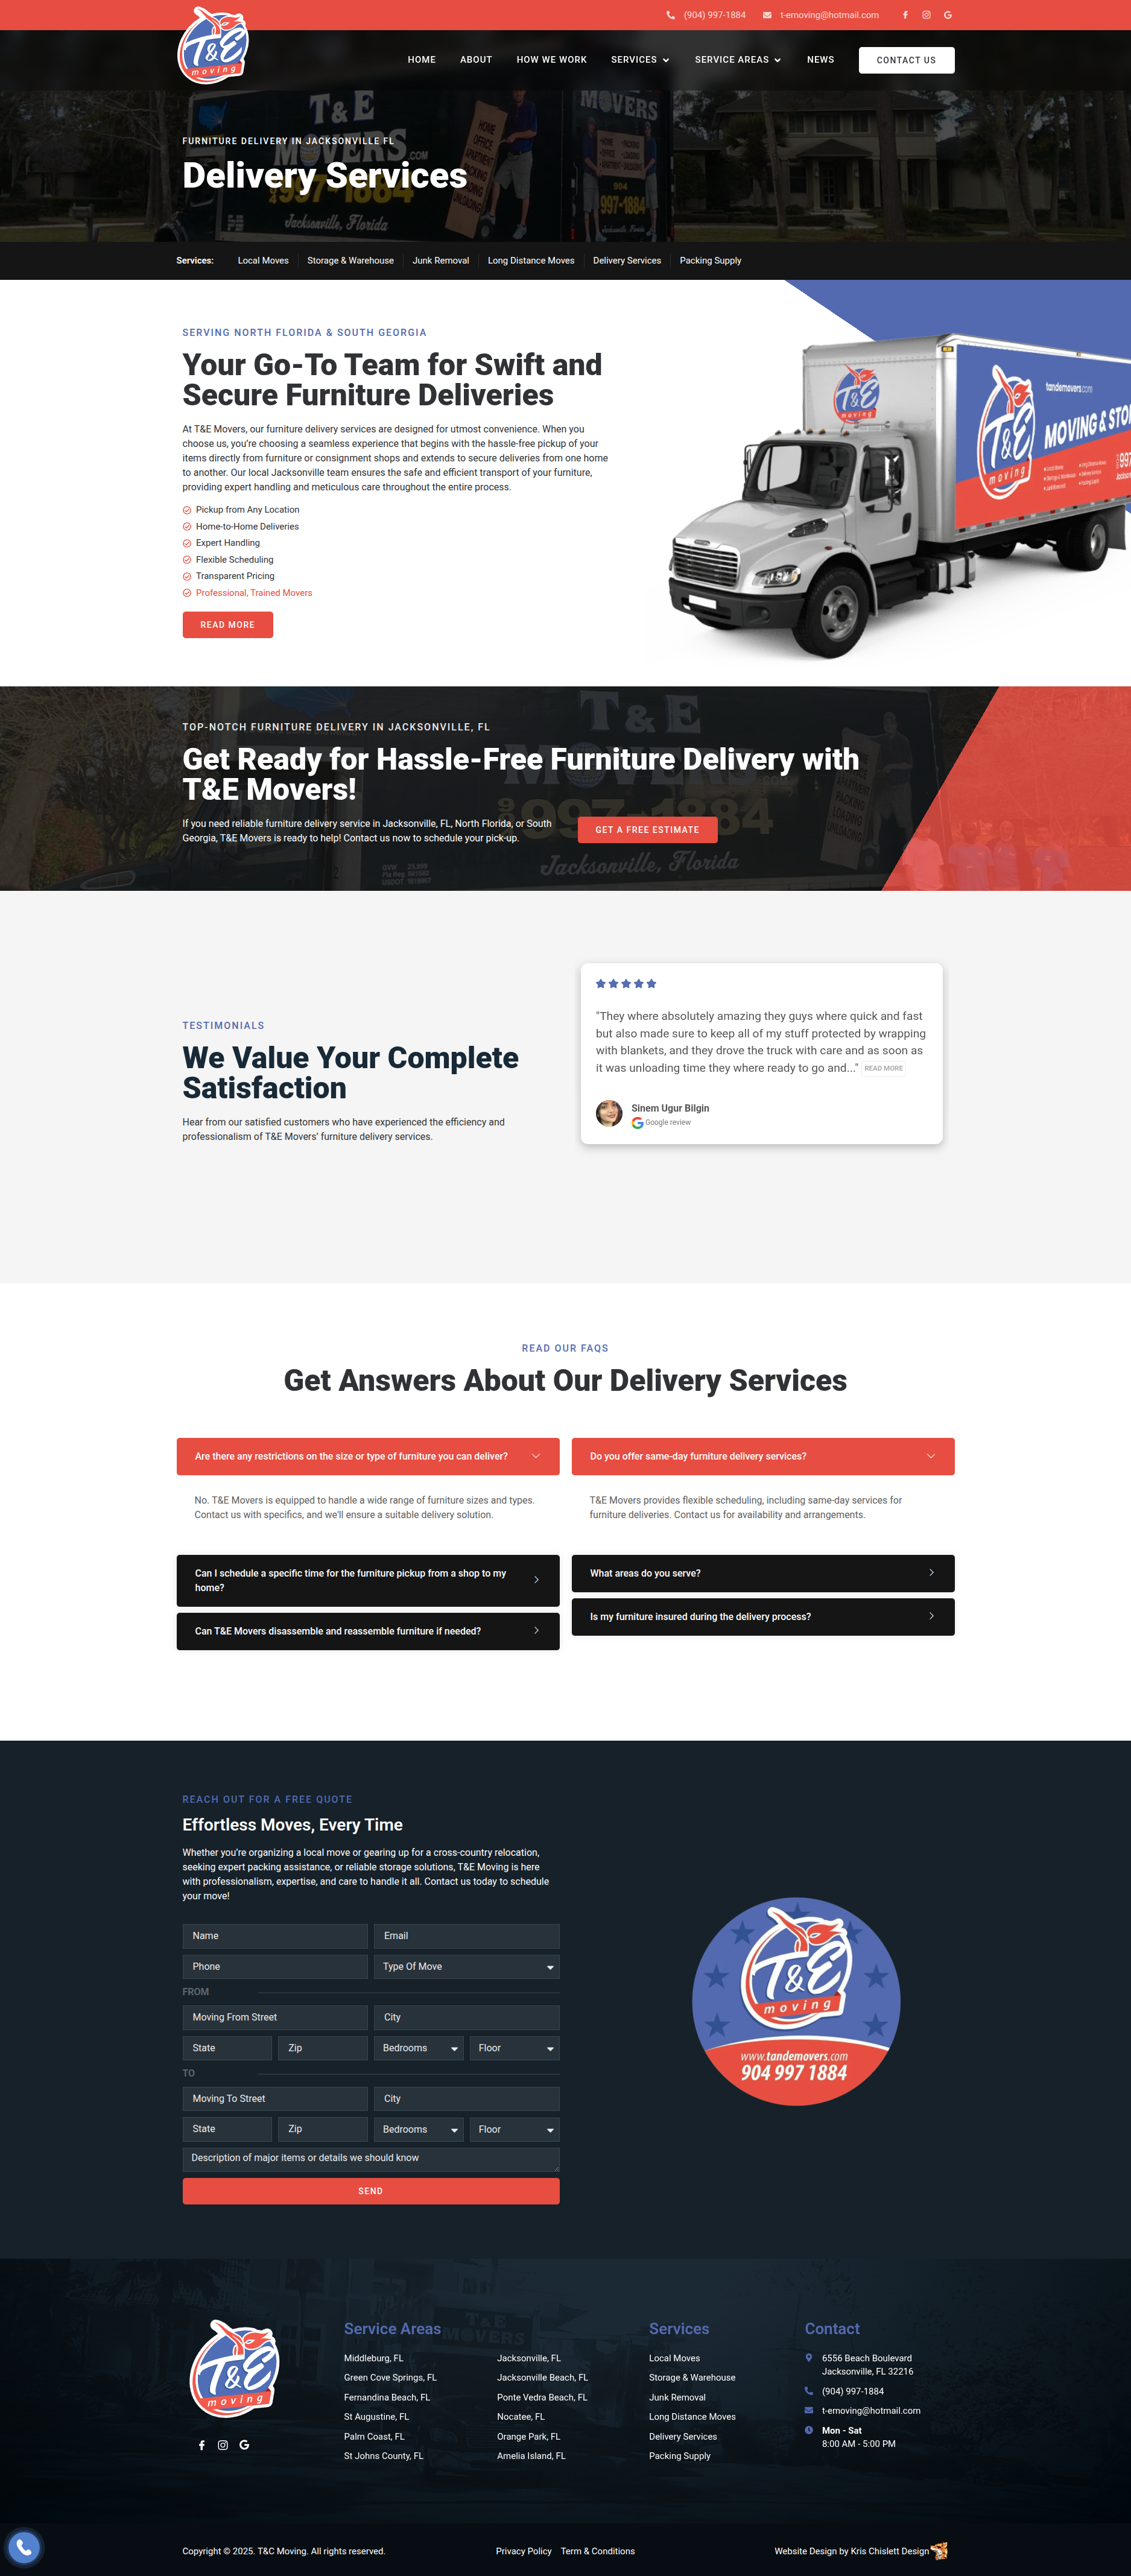 (904) 997-1884
t-emoving@hotmail.com
T&E
moving
HOME
ABOUT
HOW WE WORK
SERVICES
SERVICE AREAS
NEWS
CONTACT US
FURNITURE DELIVERY IN JACKSONVILLE FL
Delivery Services
Services:
Local Moves
Storage & Warehouse
Junk Removal
Long Distance Moves
Delivery Services
Packing Supply
SERVING NORTH FLORIDA & SOUTH GEORGIA
Your Go-To Team for Swift and
Secure Furniture Deliveries
At T&E Movers, our furniture delivery services are designed for utmost convenience. When you
choose us, you're choosing a seamless experience that begins with the hassle-free pickup of your
items directly from furniture or consignment shops and extends to secure deliveries from one home
to another. Our local Jacksonville team ensures the safe and efficient transport of your furniture,
providing expert handling and meticulous care throughout the entire process.
Pickup from Any Location
Home-to-Home Deliveries
Expert Handling
Flexible Scheduling
Transparent Pricing
Professional, Trained Movers
READ MORE
T&E
moving
tandemovers.com
T&E
moving
MOVING & STO
TOP-NOTCH FURNITURE DELIVERY IN JACKSONVILLE, FL
Get Ready for Hassle-Free Furniture Delivery with
T&E Movers!
If you need reliable furniture delivery service in Jacksonville, FL, North Florida, or South
Georgia, T&E Movers is ready to help! Contact us now to schedule your pick-up.
GET A FREE ESTIMATE
TESTIMONIALS
We Value Your Complete
Satisfaction
Hear from our satisfied customers who have experienced the efficiency and
professionalism of T&E Movers' furniture delivery services.
"They where absolutely amazing they guys where quick and fast
but also made sure to keep all of my stuff protected by wrapping
with blankets, and they drove the truck with care and as soon as
it was unloading time they where ready to go and..." READ MORE
Sinem Ugur Bilgin
Google review
READ OUR FAQS
Get Answers About Our Delivery Services
Are there any restrictions on the size or type of furniture you can deliver?
No. T&E Movers is equipped to handle a wide range of furniture sizes and types.
Contact us with specifics, and we'll ensure a suitable delivery solution.
Can I schedule a specific time for the furniture pickup from a shop to my
home?
Can T&E Movers disassemble and reassemble furniture if needed?
Do you offer same-day furniture delivery services?
T&E Movers provides flexible scheduling, including same-day services for
furniture deliveries. Contact us for availability and arrangements.
What areas do you serve?
Is my furniture insured during the delivery process?
REACH OUT FOR A FREE QUOTE
Effortless Moves, Every Time
Whether you're organizing a local move or gearing up for a cross-country relocation,
seeking expert packing assistance, or reliable storage solutions, T&E Moving is here
with professionalism, expertise, and care to handle it all. Contact us today to schedule
your move!
Name
Email
Phone
Type Of Move
FROM
Moving From Street
City
State
Zip
Bedrooms
Floor
TO
Moving To Street
City
State
Zip
Bedrooms
Floor
Description of major items or details we should know
SEND
T&E
moving
www.tandemovers.com
904 997 1884
T&E
moving
Service Areas
Middleburg, FL
Green Cove Springs, FL
Fernandina Beach, FL
St Augustine, FL
Palm Coast, FL
St Johns County, FL
Jacksonville, FL
Jacksonville Beach, FL
Ponte Vedra Beach, FL
Nocatee, FL
Orange Park, FL
Amelia Island, FL
Services
Local Moves
Storage & Warehouse
Junk Removal
Long Distance Moves
Delivery Services
Packing Supply
Contact
6556 Beach Boulevard
Jacksonville, FL 32216
(904) 997-1884
t-emoving@hotmail.com
Mon - Sat
8:00 AM - 5:00 PM
Copyright © 2025. T&C Moving. All rights reserved.
Privacy Policy
Term & Conditions
Website Design by Kris Chislett Design